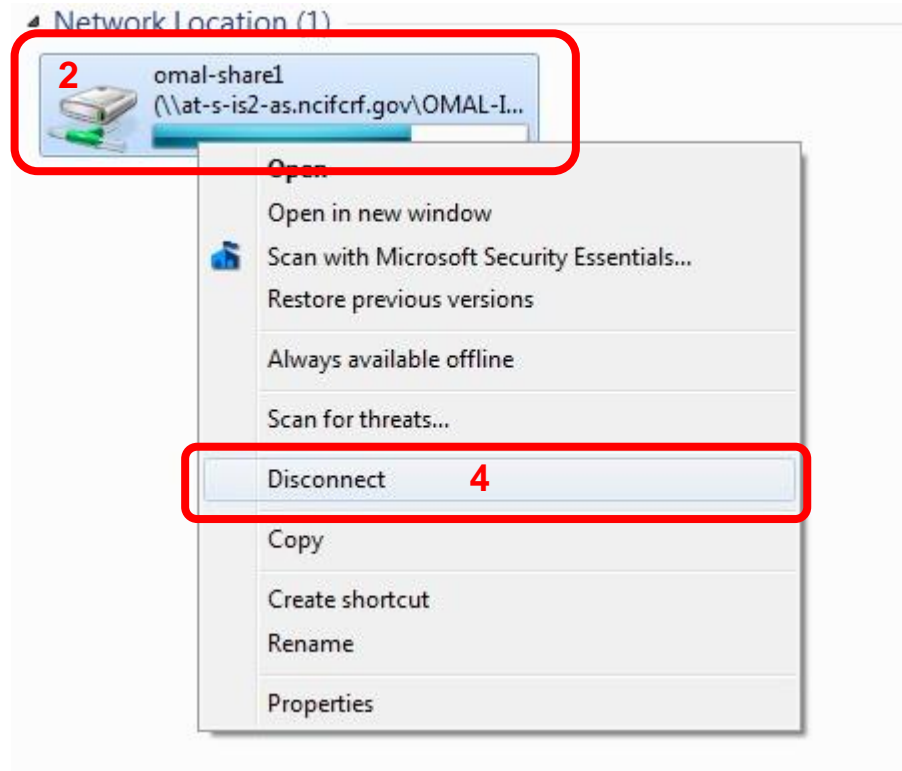 Network Location (1)
2
omal-share1
(\\at-s-is2-as.ncifcrf.gov\OMAL-I...
Open
Open in new window
Scan with Microsoft Security Essentials...
Restore previous versions
Always available offline
Scan for threats...
Disconnect 4
Copy
Create shortcut
Rename
Properties